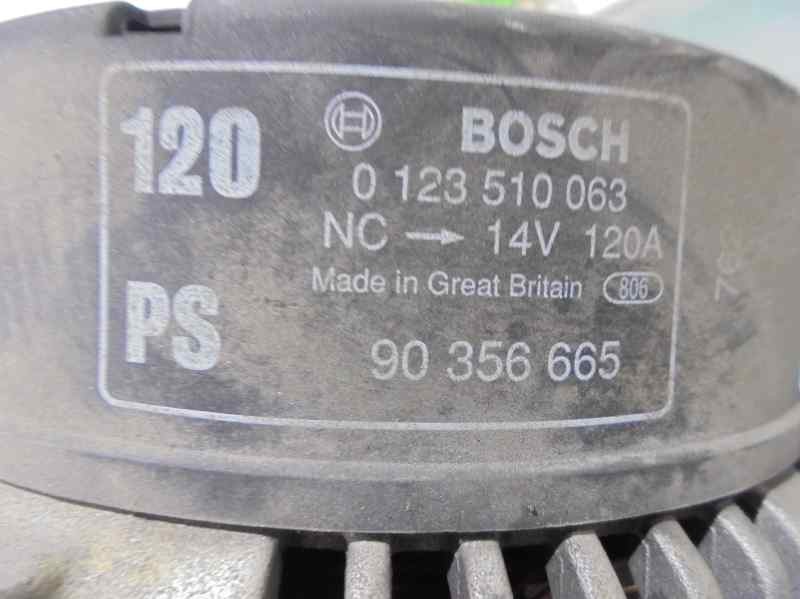 120
BOSCH
0 123 510 063
NC → 14V 120A
Made in Great Britain 806
PS
90 356 665